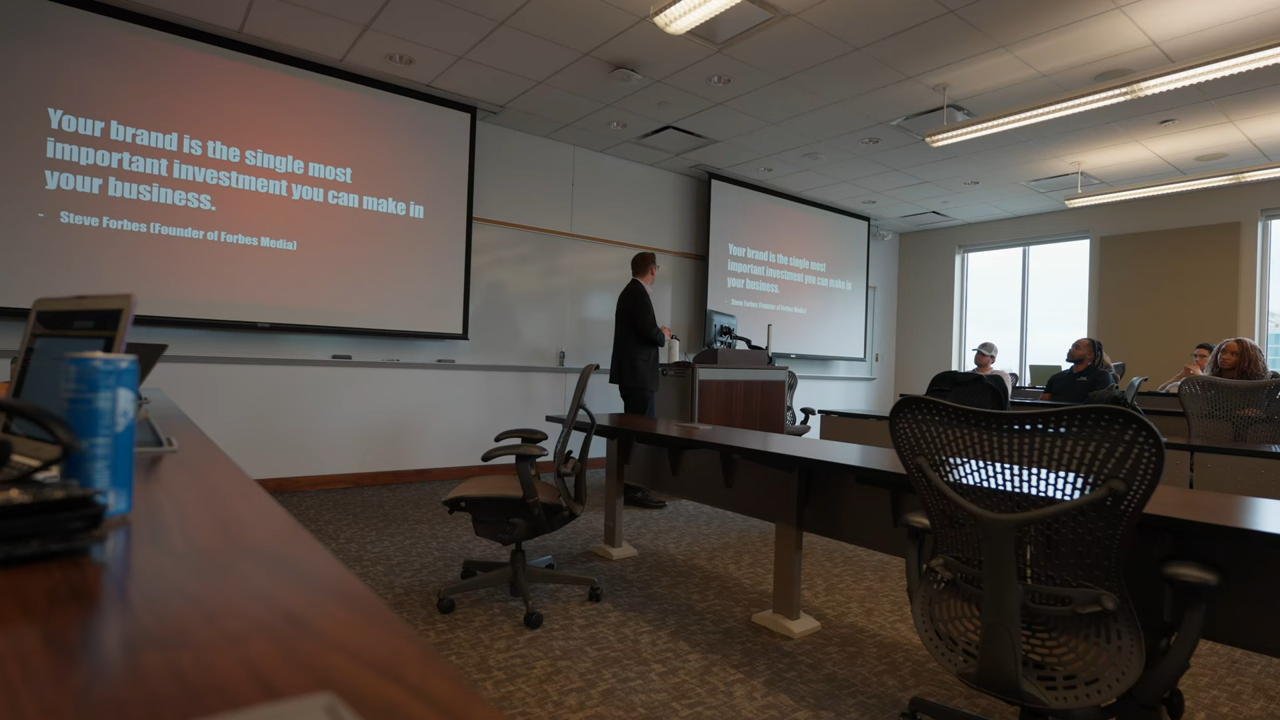 Your brand is the single most
important investment you can make in
your business.
- Steve Forbes (Founder of Forbes Media)
Your brand is the single most
important investment you can make in
your business.
- Steve Forbes (Founder of Forbes Media)